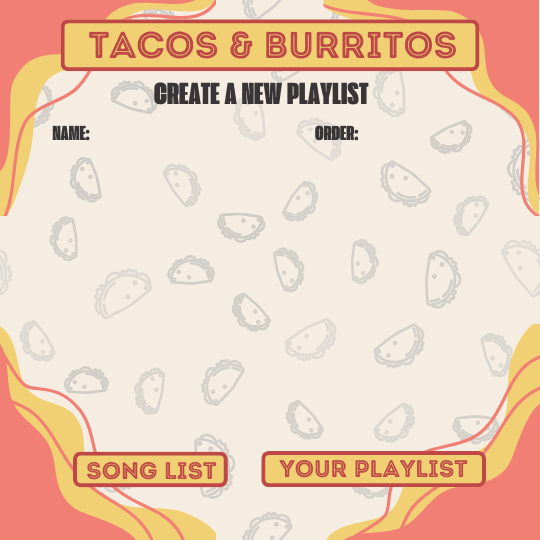 TACOS & BURRITOS
CREATE A NEW PLAYLIST
NAME: ORDER:
SONG LIST YOUR PLAYLIST